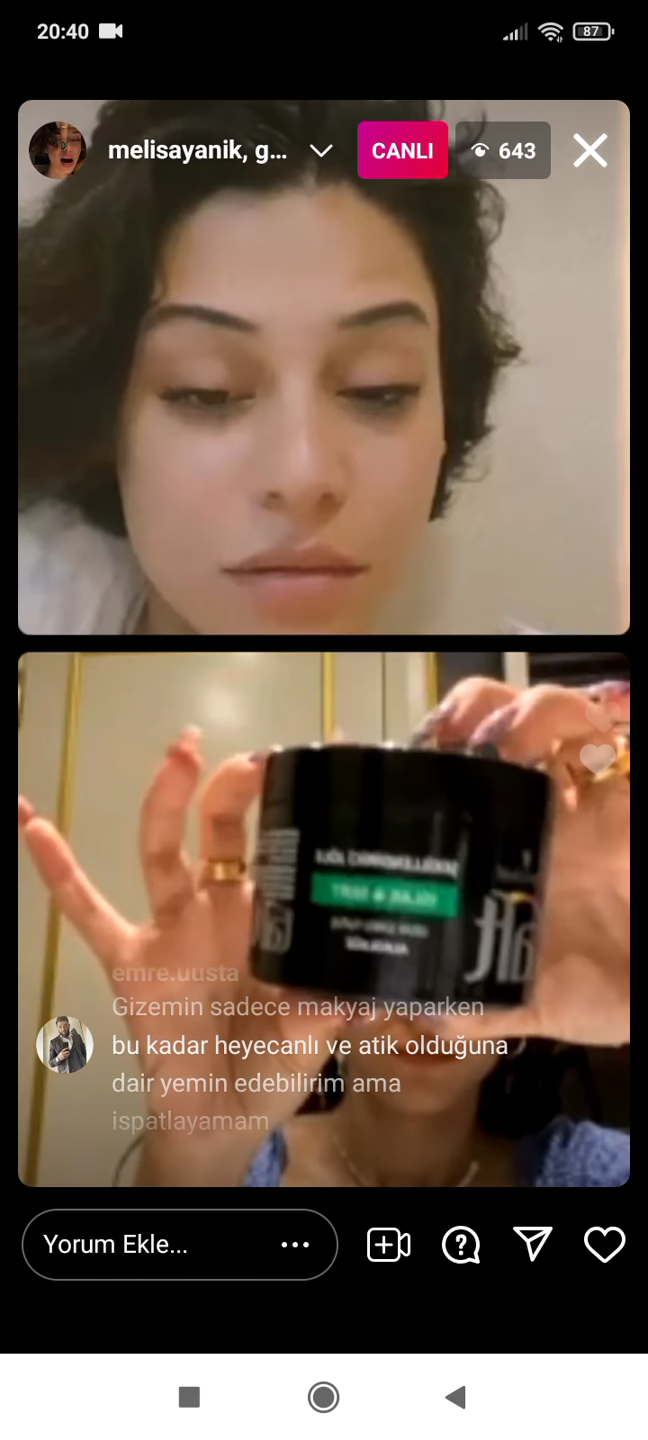 20:40
87
melisayanik, g...
CANLI
643
emre.uusta
Gizemin sadece makyaj yaparken
bu kadar heyecanlı ve atik olduğuna
dair yemin edebilirim ama
ispatlayamam
Yorum Ekle...